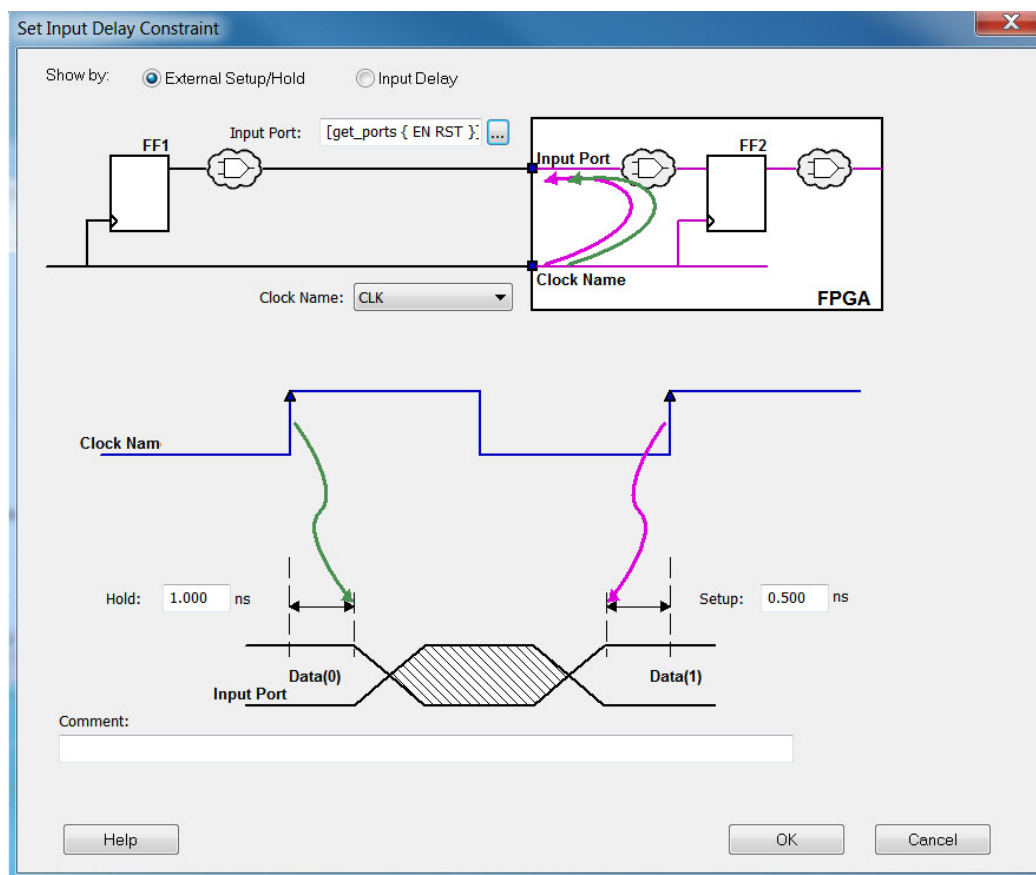 Set Input Delay Constraint
Show by: External Setup/Hold Input Delay
Input Port: [get_ports { EN RST }] ...
FF1
FF2
Input Port
Clock Name
Clock Name: CLK
FPGA
Clock Nam
Hold: 1.000 ns
Setup: 0.500 ns
Data(0)
Data(1)
Input Port
Comment:
Help
OK
Cancel